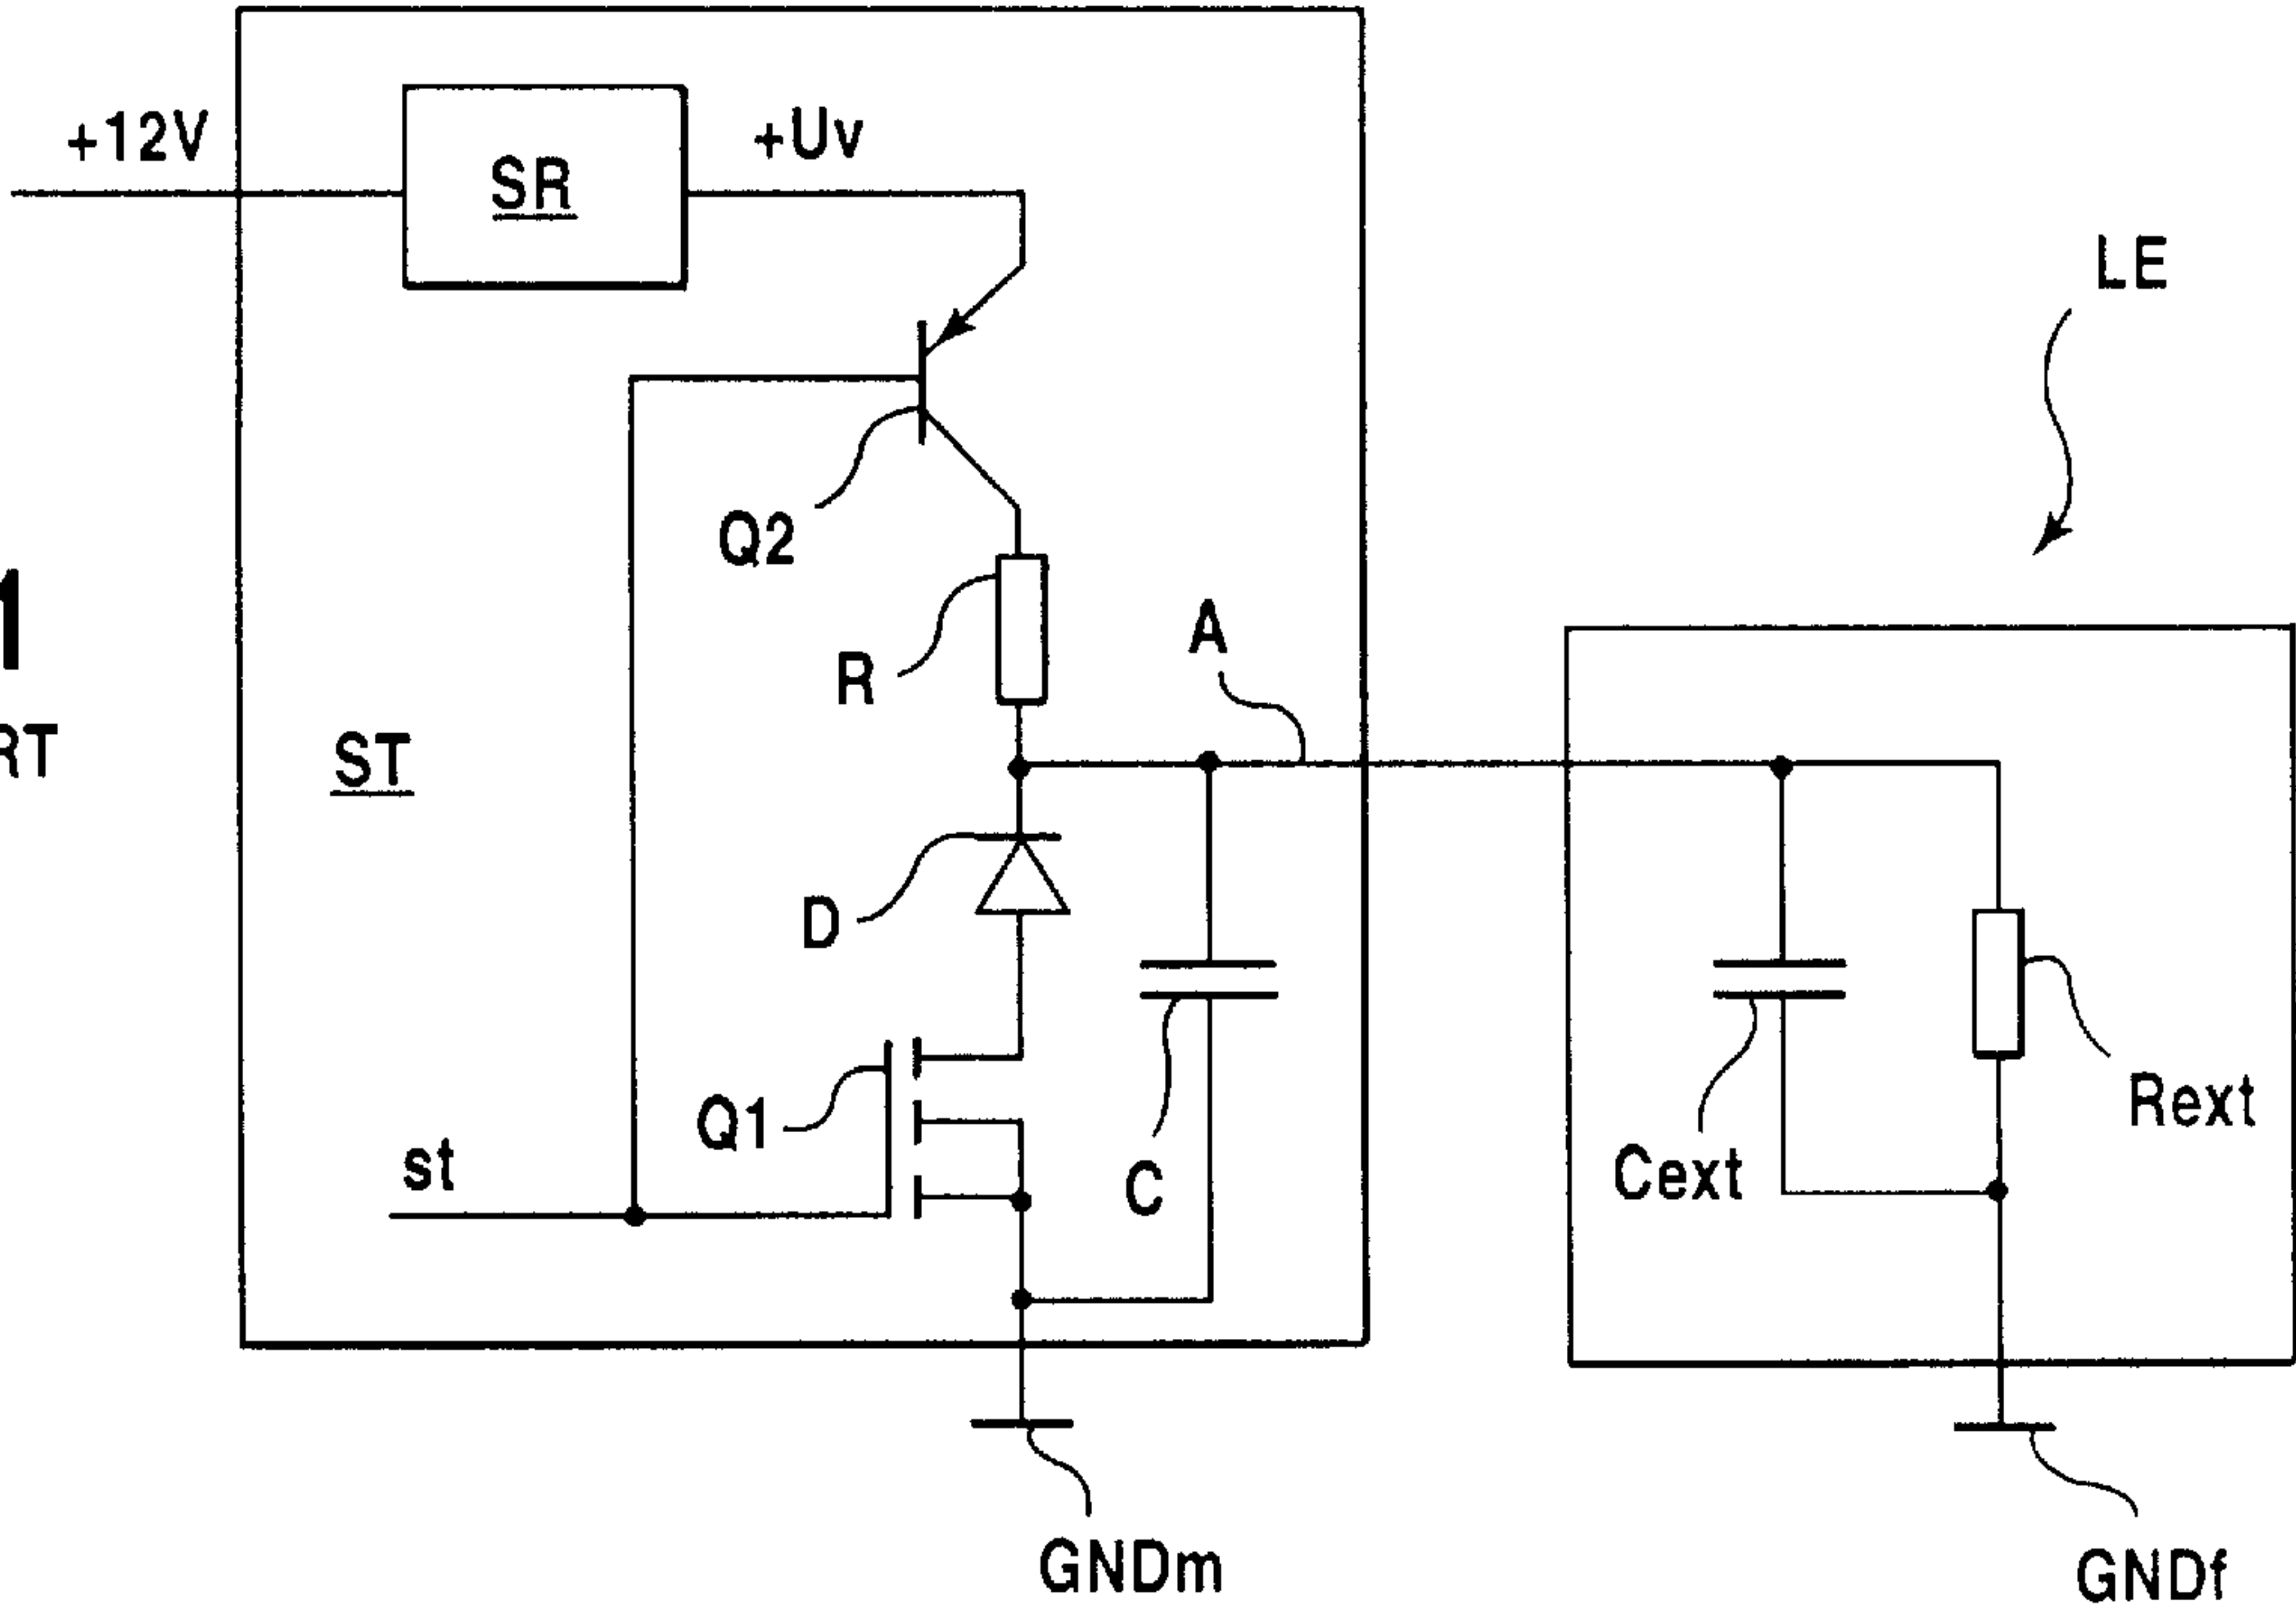 +12V
SR
+Uv
LE
Q2
A
R
1
RT
ST
D
Q1
Rext
st
C
Cext
GNDm
GNDf